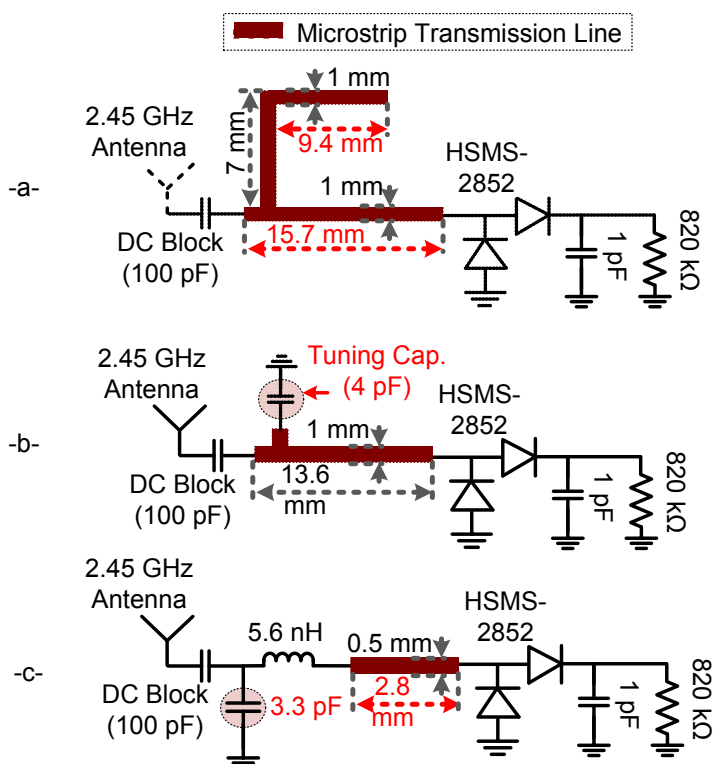 Microstrip Transmission Line
-a-
2.45 GHz
Antenna
DC Block
(100 pF)
7 mm
1 mm
9.4 mm
1 mm
15.7 mm
HSMS-
2852
1 pF
820 kΩ
-b-
2.45 GHz
Antenna
DC Block
(100 pF)
Tuning Cap.
(4 pF)
1 mm
13.6
mm
HSMS-
2852
1 pF
820 kΩ
-c-
2.45 GHz
Antenna
DC Block
(100 pF)
3.3 pF
5.6 nH
0.5 mm
2.8
mm
HSMS-
2852
1 pF
820 kΩ